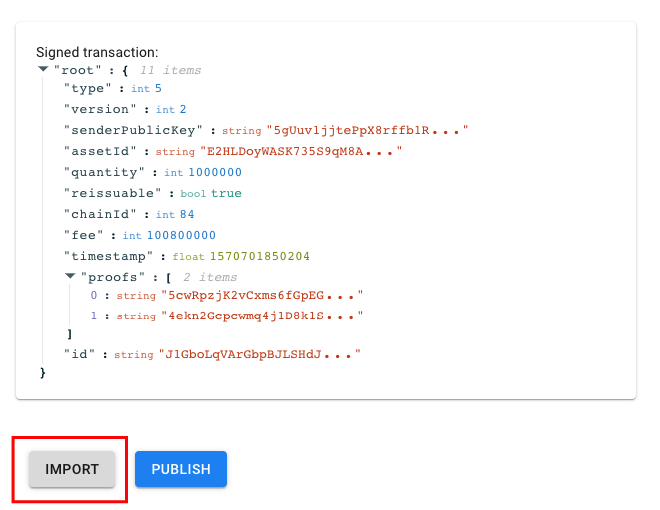 Signed transaction:
"root" : { 11 items
"type" : int 5
"version" : int 2
"senderPublicKey" : string "5gUuv1jjtePpX8rffb1R..."
"assetId" : string "E2HLDoyWASK735S9qM8A..."
"quantity" : int 1000000
"reissuable" : bool true
"chainId" : int 84
"fee" : int 100800000
"timestamp" : float 1570701850204
"proofs" : [ 2 items
0 : string "5cwRpzjK2vCxms6fGpEG..."
1 : string "4ekn2Gcpcwmq4j1D8k1S..."
]
"id" : string "J1GboLqVArGbpBJLSHdJ..."
}
IMPORT PUBLISH